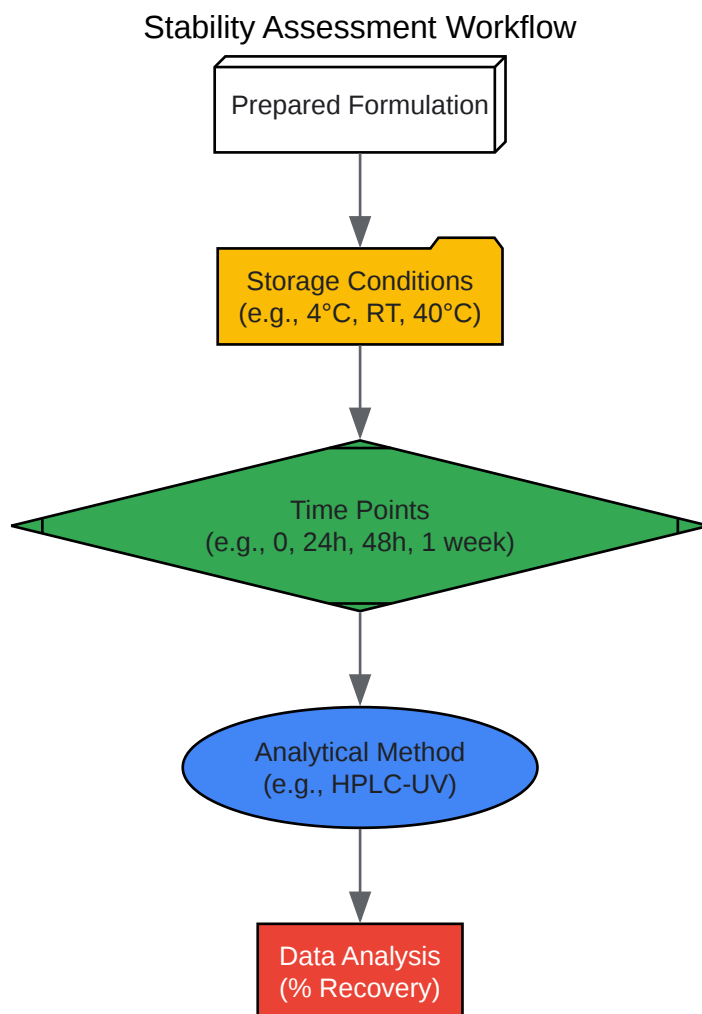 Stability Assessment Workflow
Prepared Formulation
Storage Conditions
(e.g., 4°C, RT, 40°C)
Time Points
(e.g., 0, 24h, 48h, 1 week)
Analytical Method
(e.g., HPLC-UV)
Data Analysis
(% Recovery)